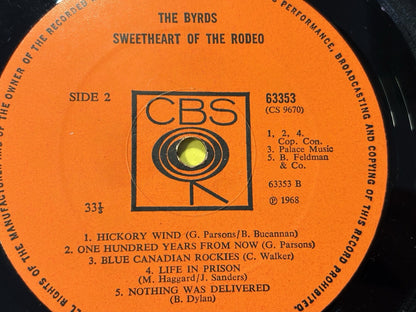 THE BYRDS
SWEETHEART OF THE RODEO
SIDE 2
CBS
63353
(CS 9670)
1, 2, 4.
Cop. Con.
3. Palace Music
5. B. Feldman
& Co.
33⅓
63353 B
Ⓟ 1968
1. HICKORY WIND (G. Parsons/B. Bucannan)
2. ONE HUNDRED YEARS FROM NOW (G. Parsons)
3. BLUE CANADIAN ROCKIES (C. Walker)
4. LIFE IN PRISON
(M. Haggard/J. Sanders)
5. NOTHING WAS DELIVERED
(B. Dylan)
RIGHTS OF THE MANUFACTURER AND OF THE OWNER OF THE RECORDED
PERFORMANCE, BROADCASTING AND COPYING OF THIS RECORD PROHIBITED.